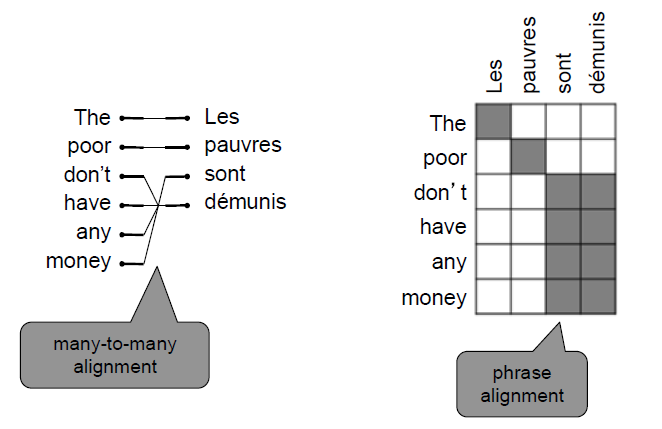 The Les
poor pauvres
don't sont
have démunis
any
money
many-to-many
alignment
Les pauvres sont démunis
The
poor
don't
have
any
money
phrase
alignment